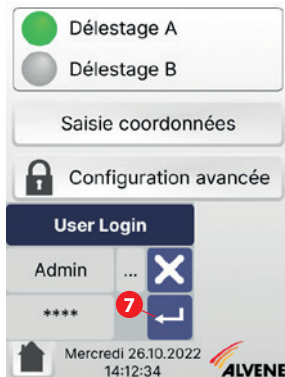 Délestage A
Délestage B
Saisie coordonnées
Configuration avancée
User Login
Admin ...
****
7
Mercredi 26.10.2022
14:12:34
ALVENE